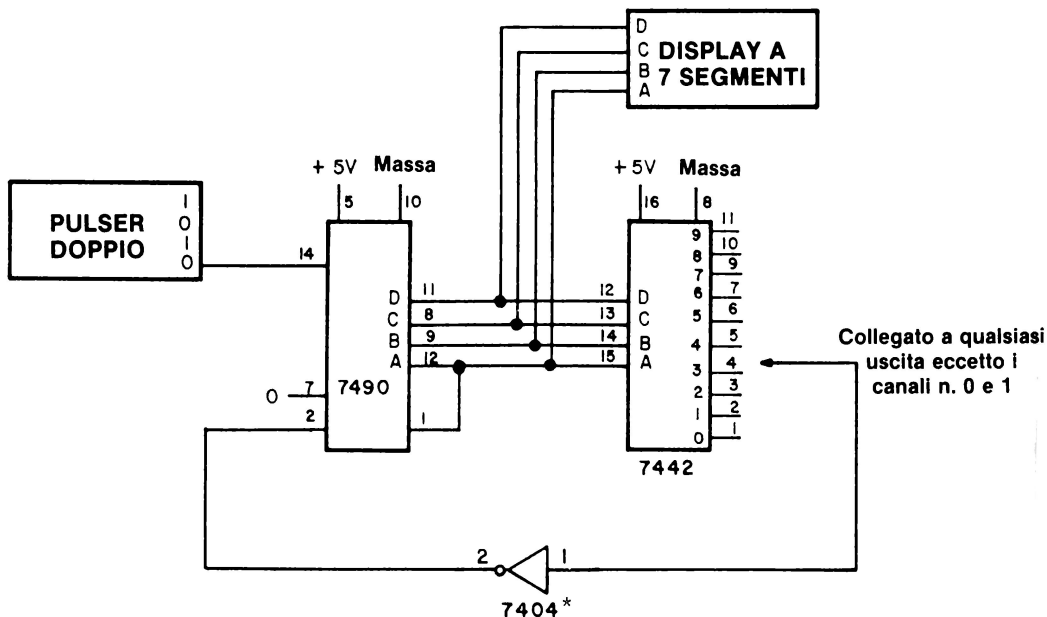 D
C
B
A
DISPLAY A
7 SEGMENTI
+ 5V Massa
5 10
+ 5V Massa
16 8
PULSER
DOPPIO
1
0
1
0
14
D 11
C 8
B 9
A 12
0 7
2
7490
1
12 D
13 C
14 B
15 A
9 11
8 10
7 9
6 7
5 6
4 5
3 4
2 3
1 2
0 1
7442
Collegato a qualsiasi
uscita eccetto i
canali n. 0 e 1
2 1
7404*